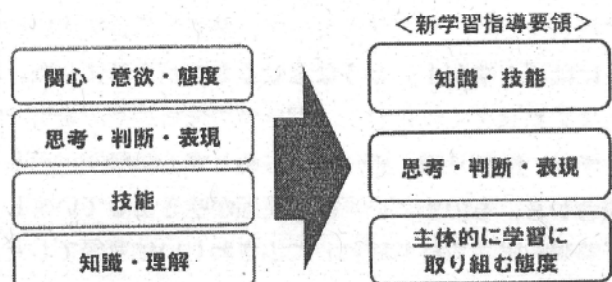 関心・意欲・態度
思考・判断・表現
技能
知識・理解
＜新学習指導要領＞
知識・技能
思考・判断・表現
主体的に学習に
取り組む態度